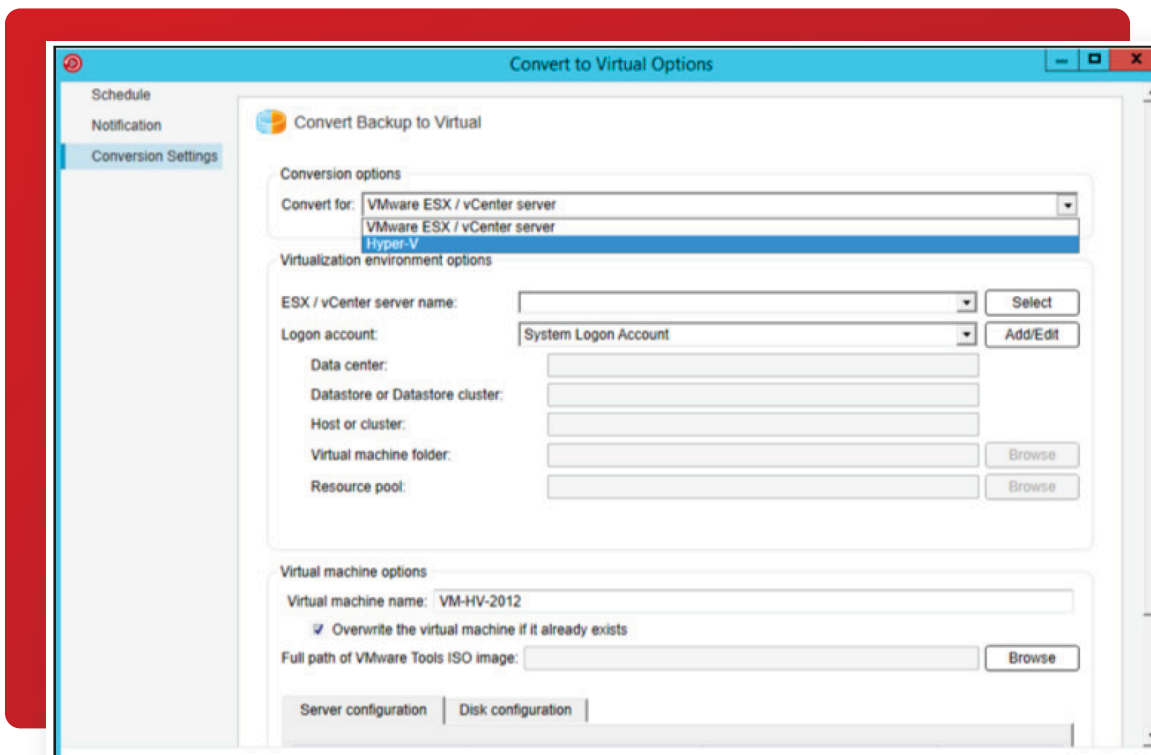 Convert to Virtual Options
Schedule
Notification
Conversion Settings
Convert Backup to Virtual
Conversion options
Convert for: VMware ESX / vCenter server
VMware ESX / vCenter server
Hyper-V
Virtualization environment options
ESX / vCenter server name: Select
Logon account: System Logon Account Add/Edit
Data center:
Datastore or Datastore cluster:
Host or cluster:
Virtual machine folder: Browse
Resource pool: Browse
Virtual machine options
Virtual machine name: VM-HV-2012
Overwrite the virtual machine if it already exists
Full path of VMware Tools ISO image: Browse
Server configuration Disk configuration